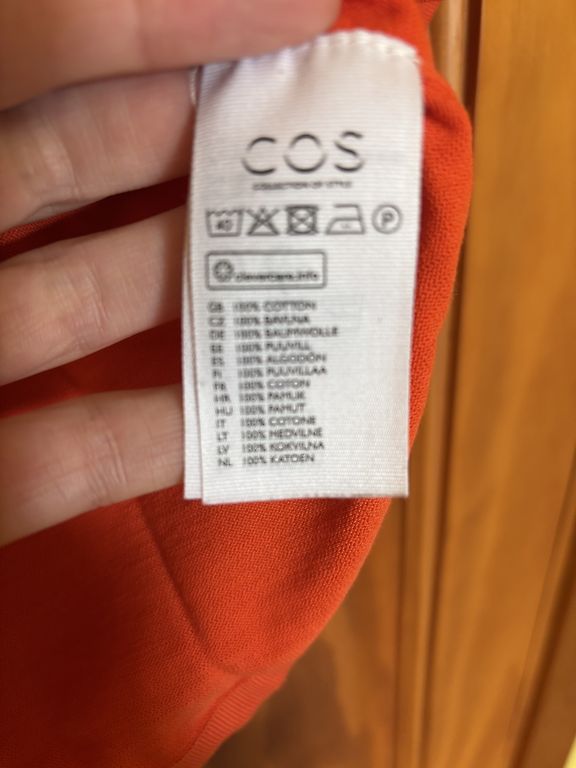 COS
COLLECTION OF STYLE
40
P
clevercare.info
GB 100% COTTON
CZ 100% BAVLNA
DE 100% BAUMWOLLE
EE 100% PUUVILL
ES 100% ALGODÓN
FI 100% PUUVILLAA
FR 100% COTON
HR 100% PAMUK
HU 100% PAMUT
IT 100% COTONE
LT 100% MEDVILNE
LV 100% KOKVILNA
NL 100% KATOEN